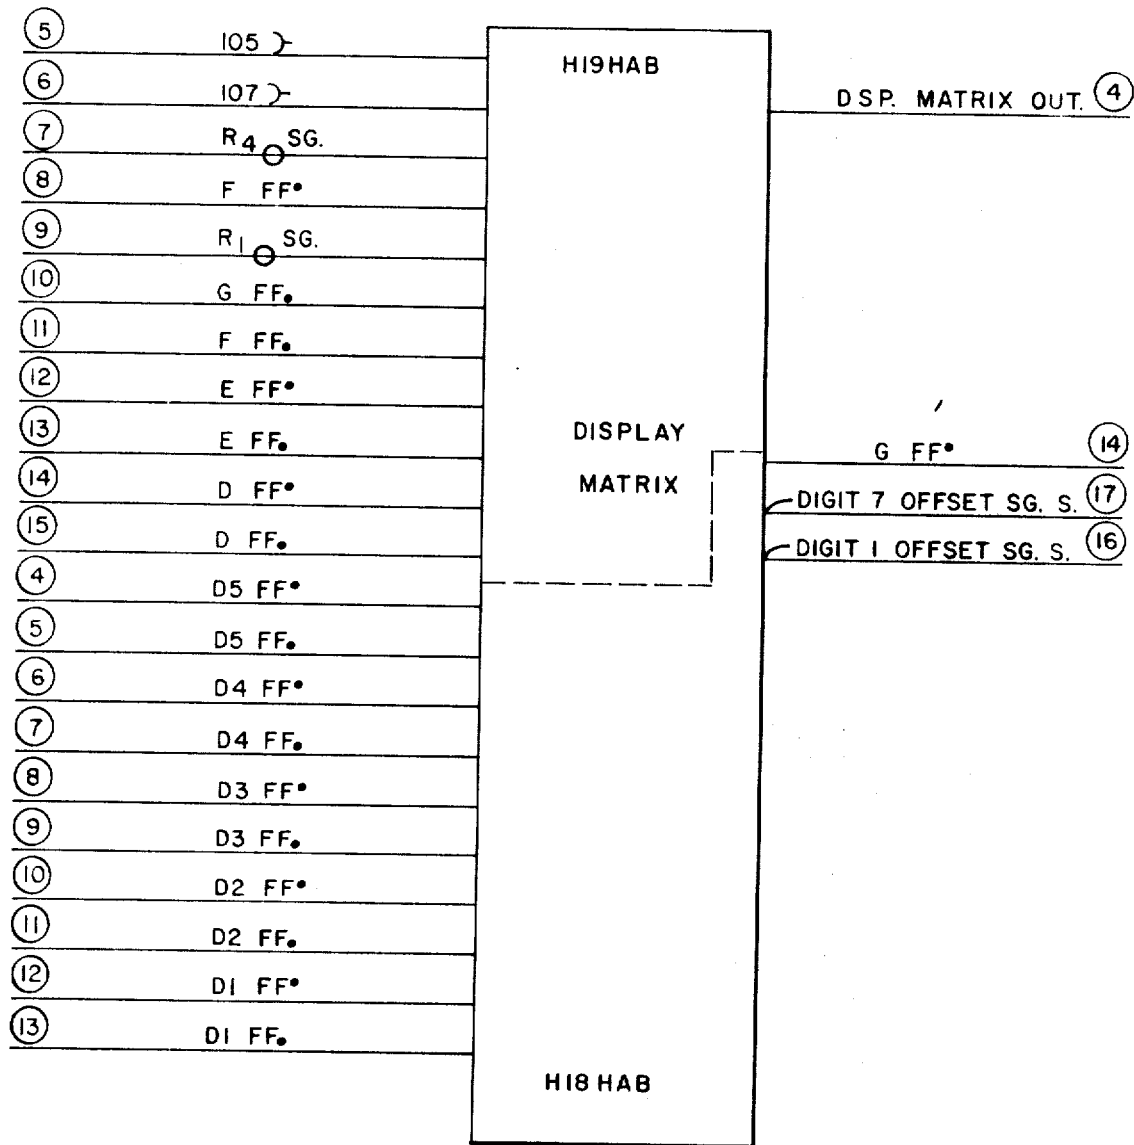 5 105
6 107
7 R4 SG.
8 F FF•
9 R1 SG.
10 G FF.
11 F FF.
12 E FF•
13 E FF.
14 D FF•
15 D FF.
4 D5 FF•
5 D5 FF.
6 D4 FF•
7 D4 FF.
8 D3 FF•
9 D3 FF.
10 D2 FF•
11 D2 FF.
12 D1 FF•
13 D1 FF.
H19HAB
DISPLAY
MATRIX
H18HAB
DSP. MATRIX OUT. 4
G FF• 14
DIGIT 7 OFFSET SG. S. 17
DIGIT 1 OFFSET SG. S. 16